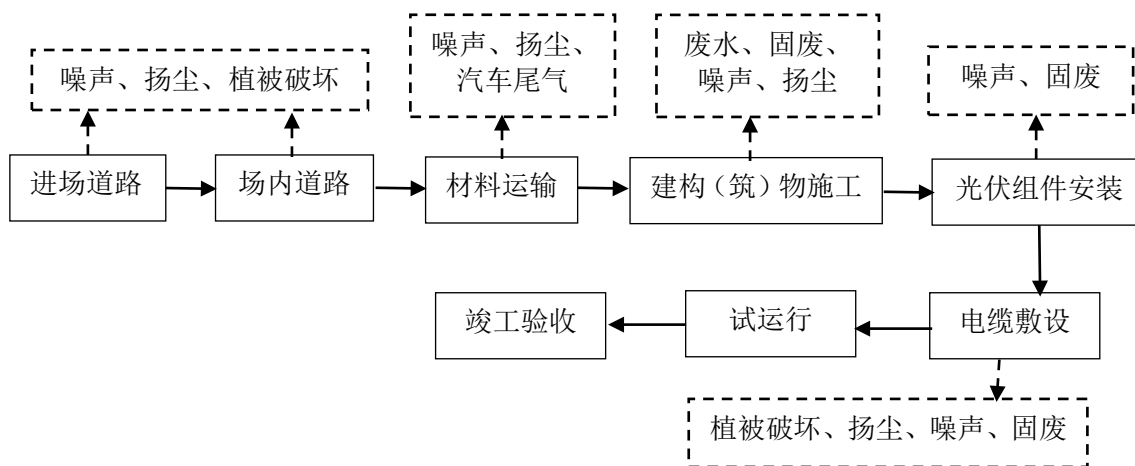 噪声、扬尘、植被破坏
噪声、扬尘、
汽车尾气
废水、固废、
噪声、扬尘
噪声、固废
进场道路
场内道路
材料运输
建构（筑）物施工
光伏组件安装
竣工验收
试运行
电缆敷设
植被破坏、扬尘、噪声、固废